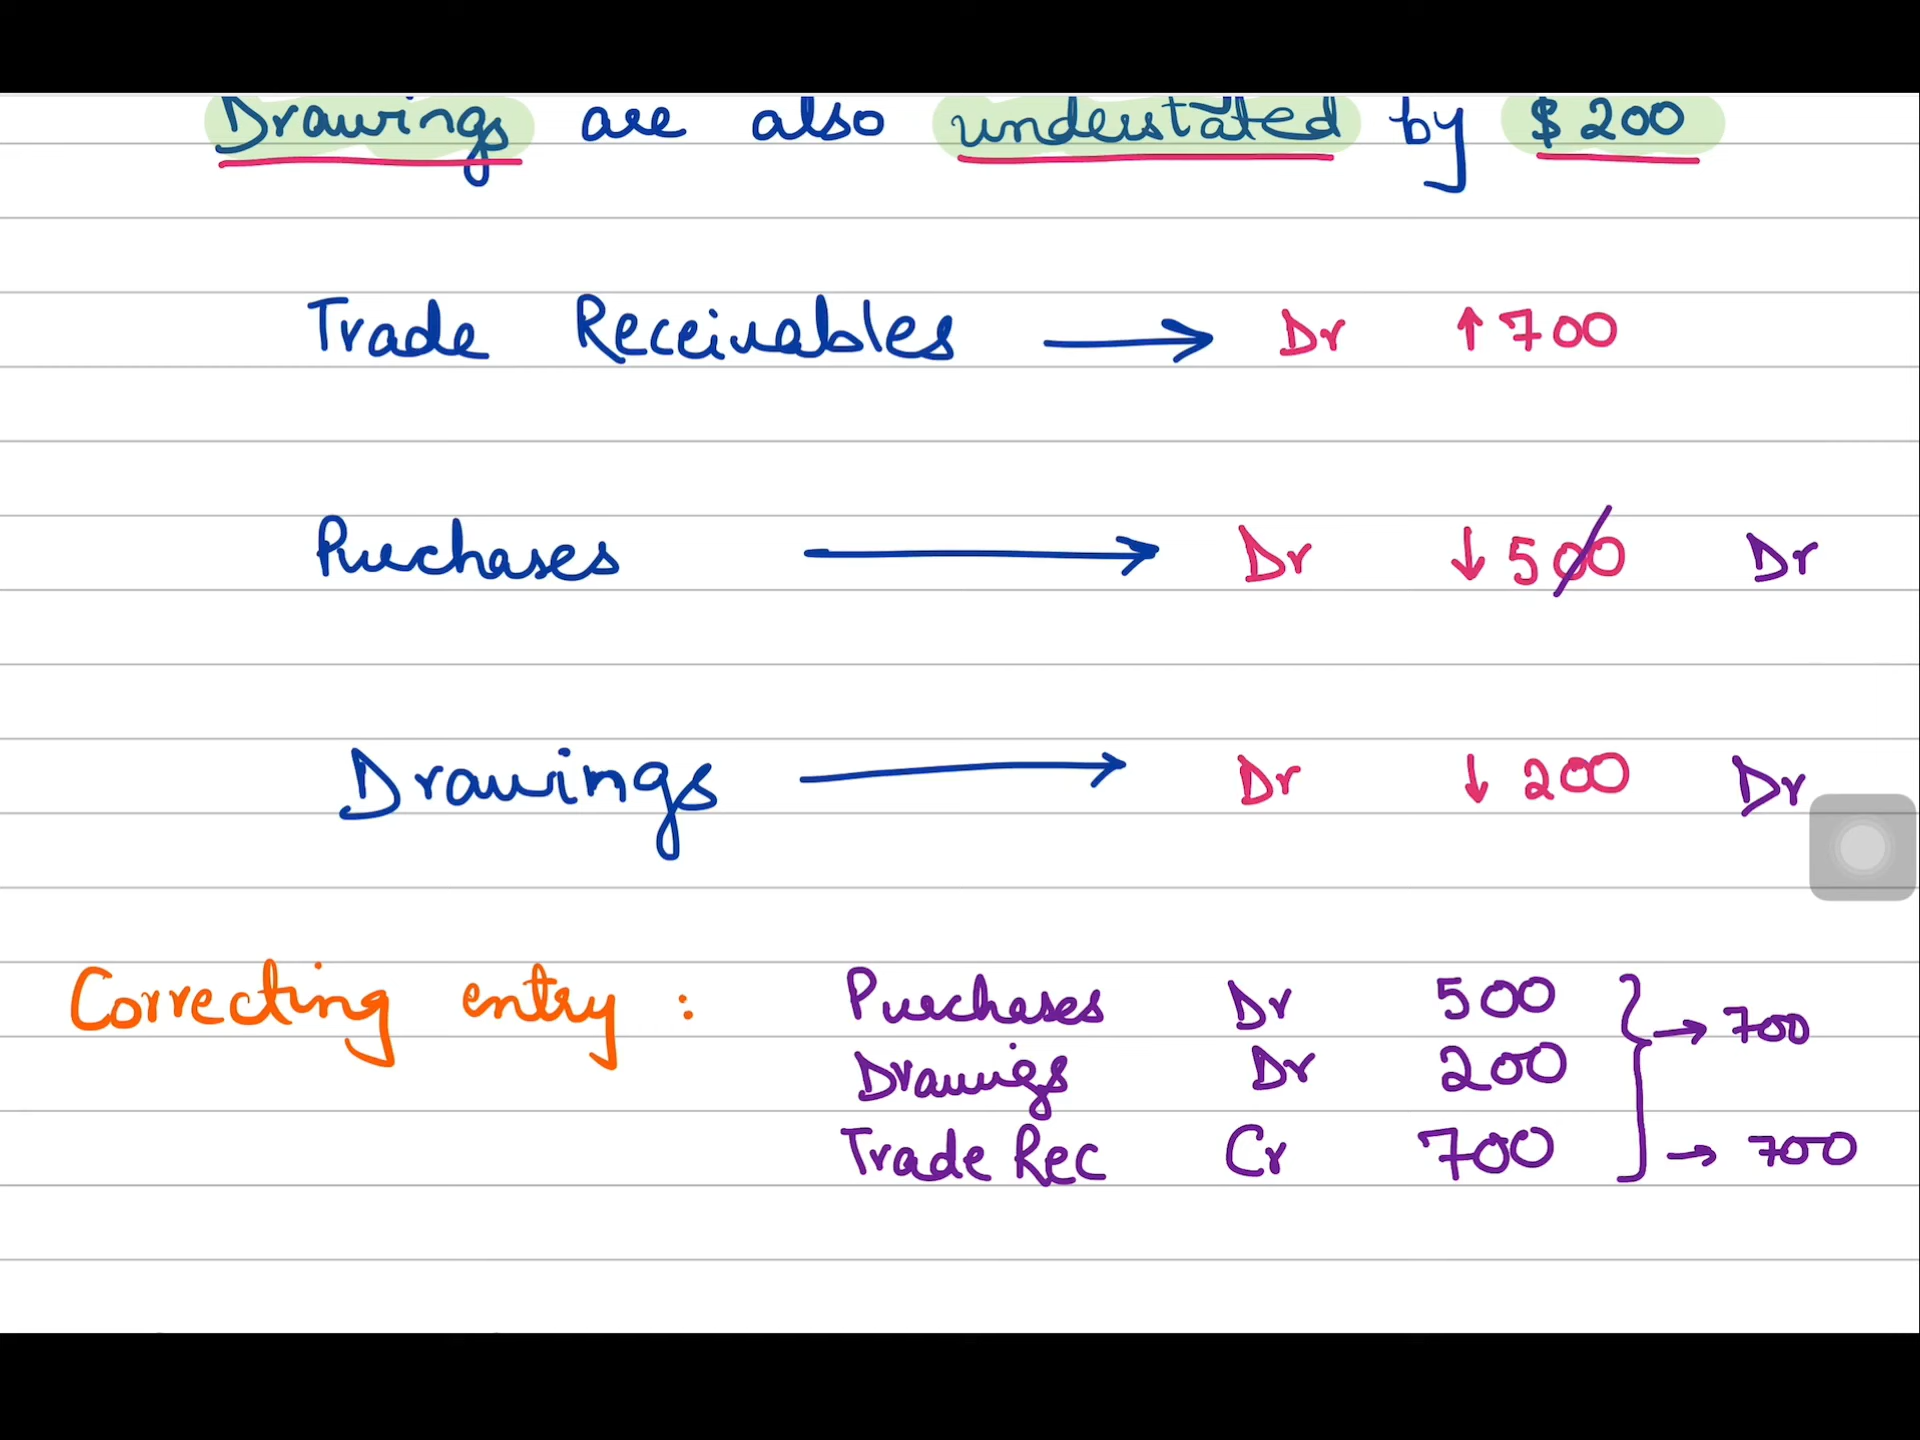 Drawings are also understated by $200
Trade Receivables → Dr ↑ 700
Purchases → Dr ↓ 500 Dr
Drawings → Dr ↓ 200 Dr
Correcting entry : Purchases Dr 500 → 700
Drawings Dr 200
Trade Rec Cr 700 → 700